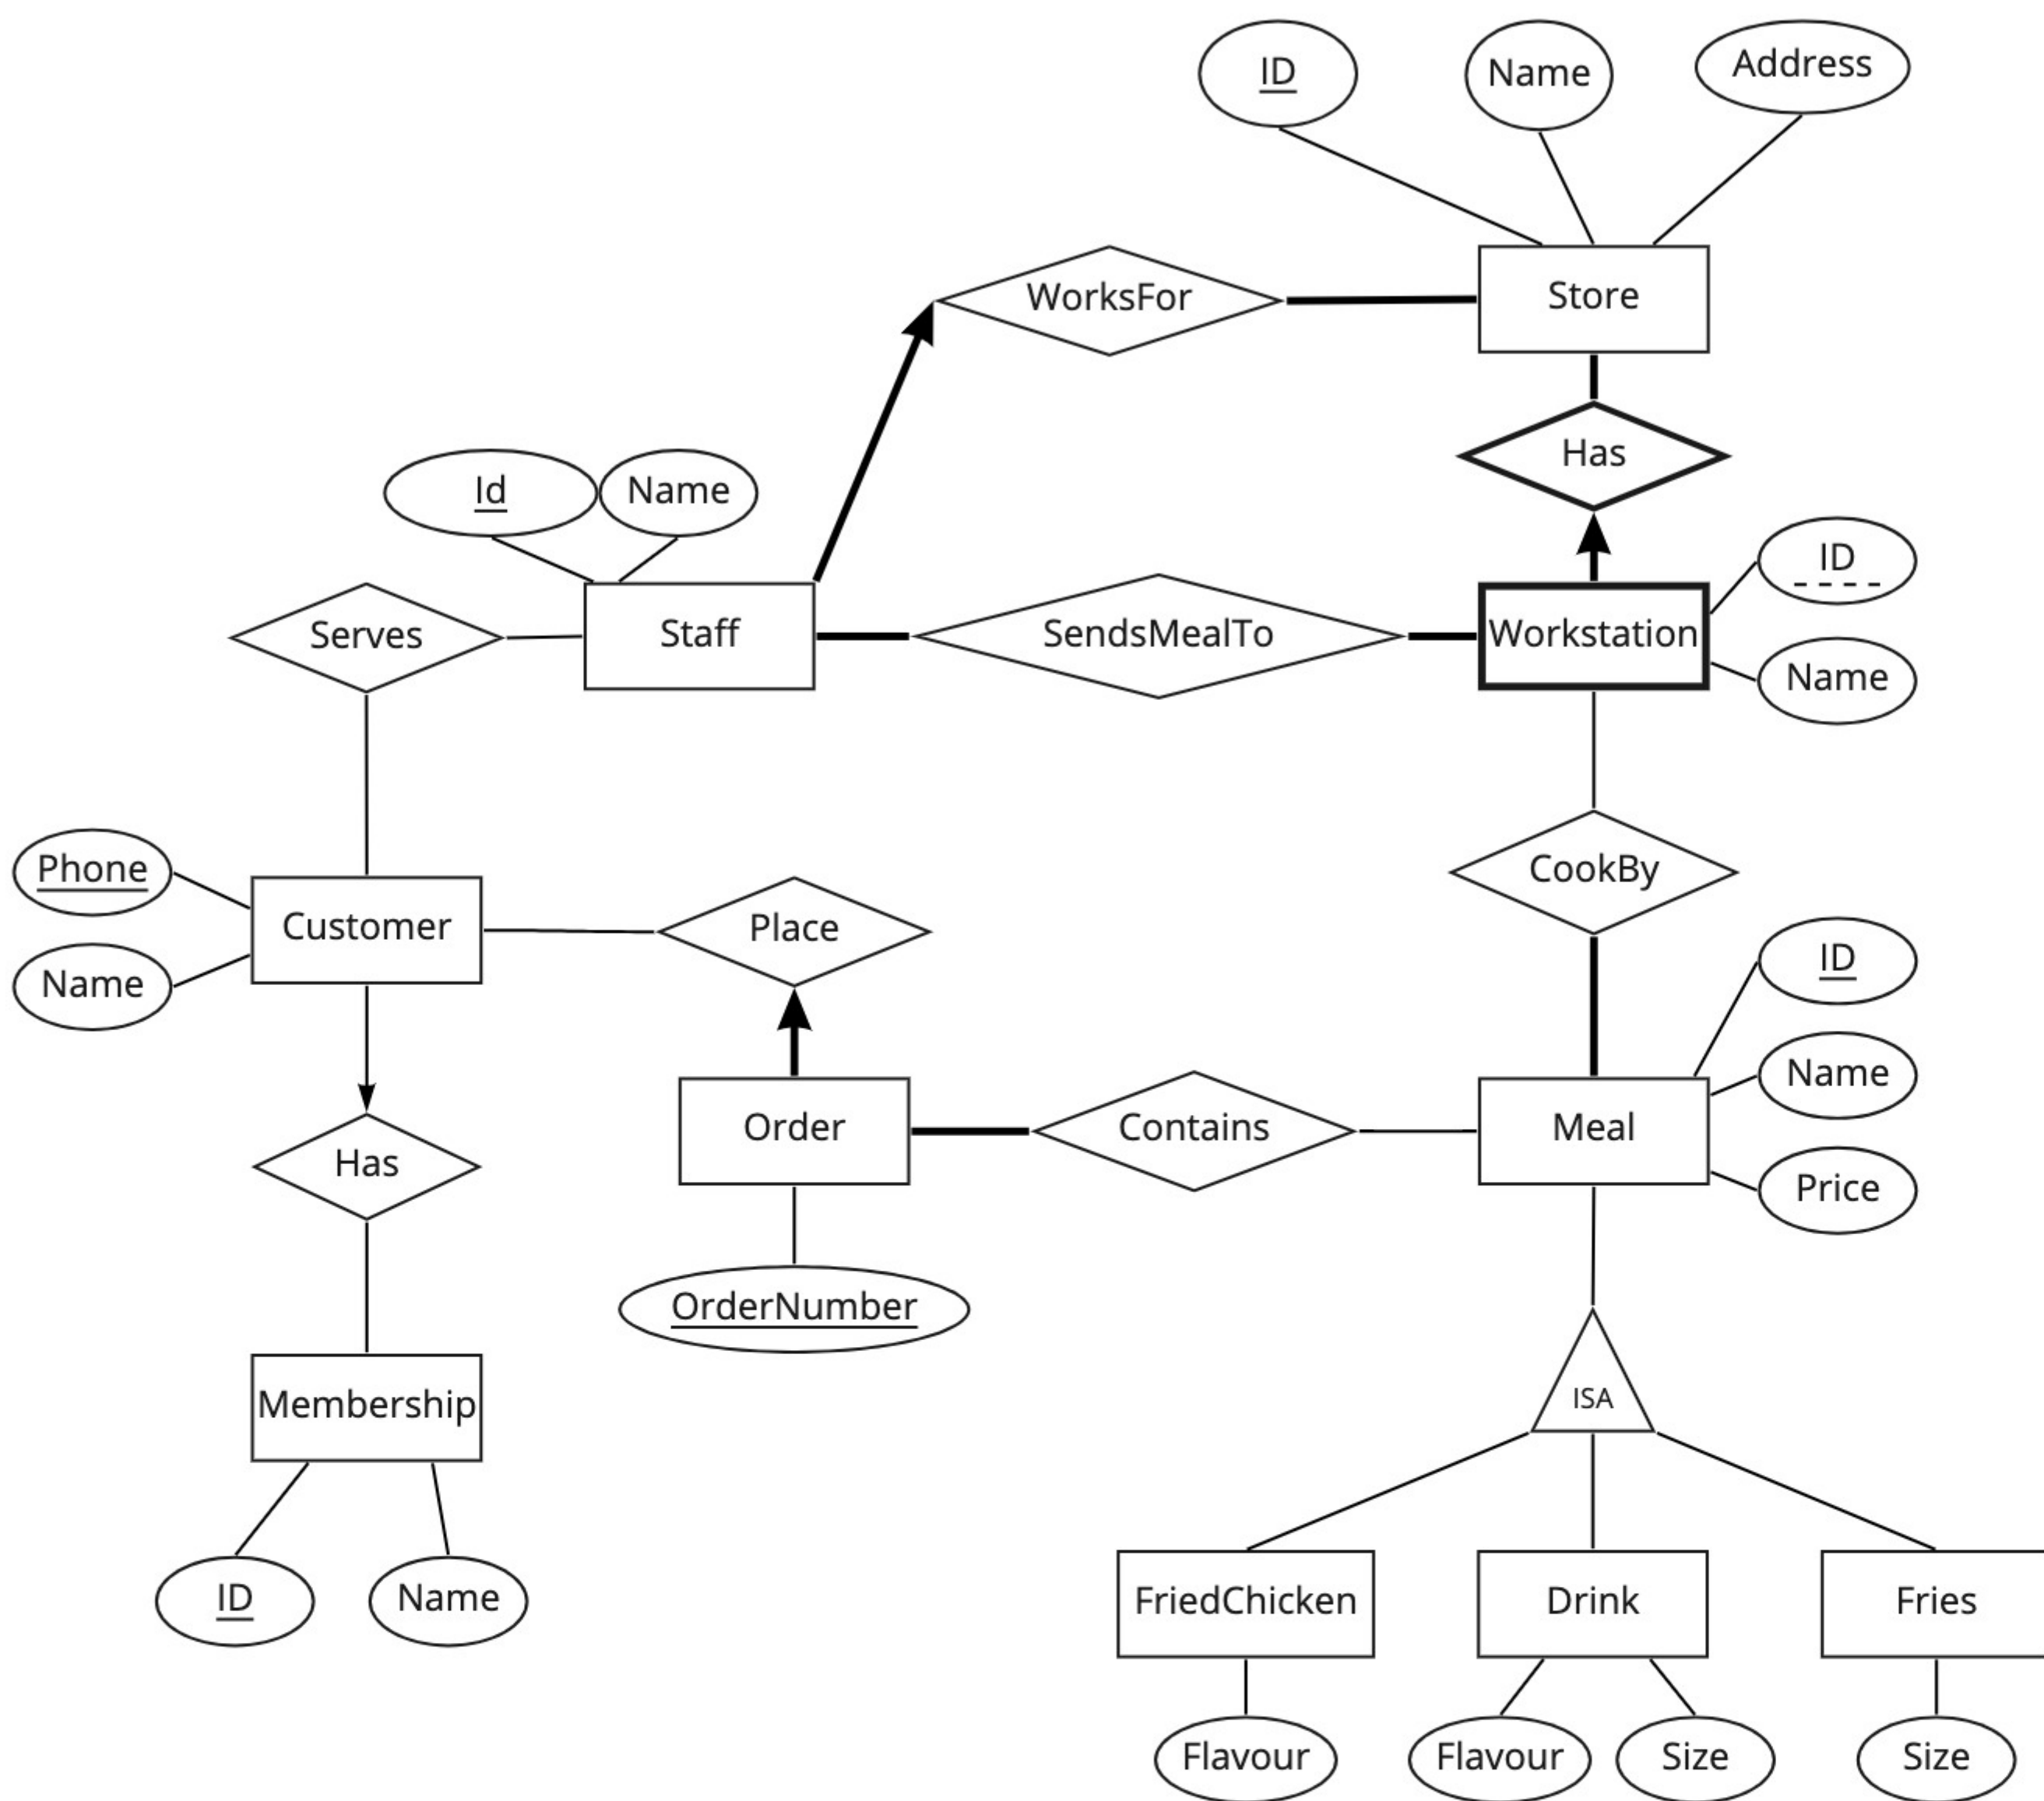 ID
Name
Address
WorksFor
Store
Has
Id
Name
ID
Serves
Staff
SendsMealTo
Workstation
Name
Phone
Customer
Place
CookBy
Name
ID
Name
Order
Contains
Meal
Has
Price
OrderNumber
Membership
ISA
ID
Name
FriedChicken
Drink
Fries
Flavour
Flavour
Size
Size